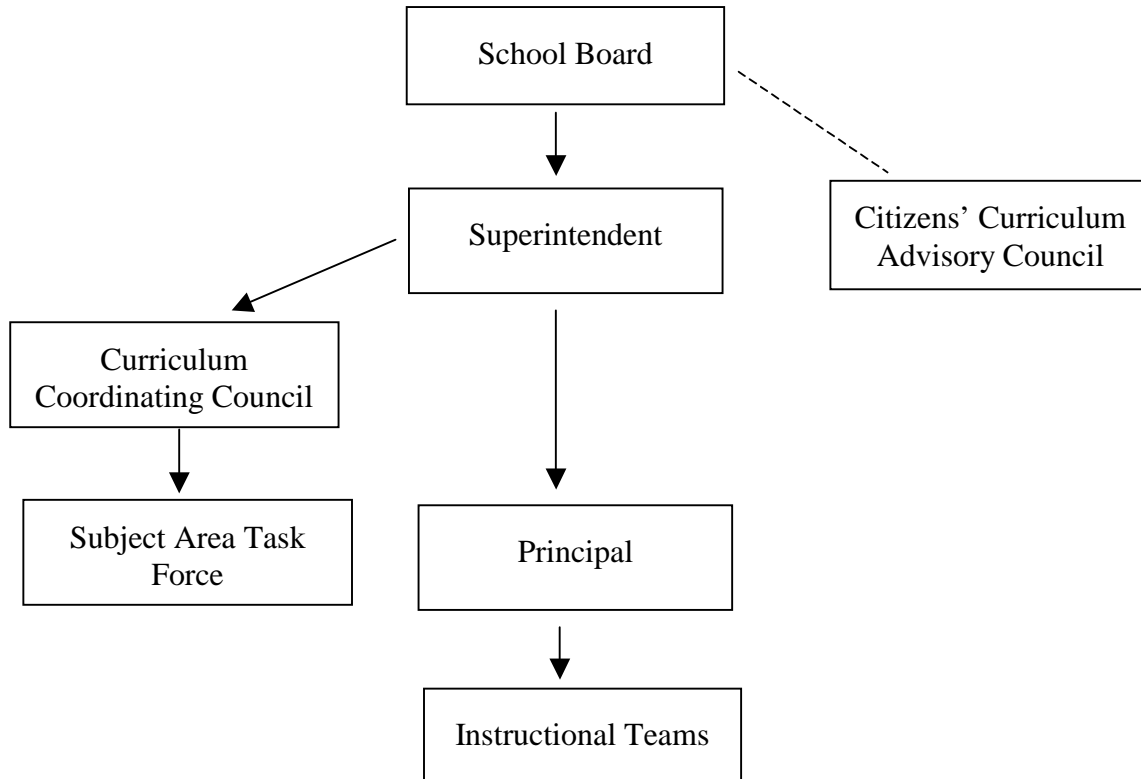 School Board
Superintendent
Citizens’ Curriculum
Advisory Council
Curriculum
Coordinating Council
Subject Area Task
Force
Principal
Instructional Teams